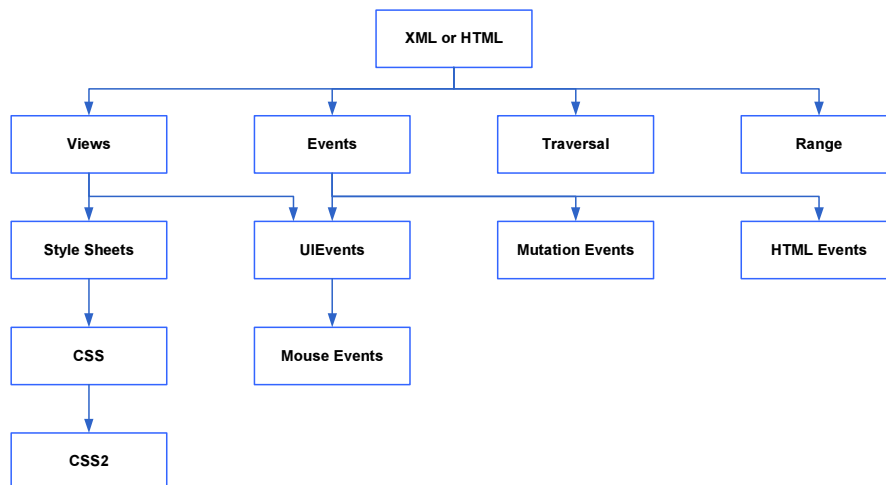 XML or HTML
Views
Events
Traversal
Range
Style Sheets
UIEvents
Mutation Events
HTML Events
CSS
Mouse Events
CSS2